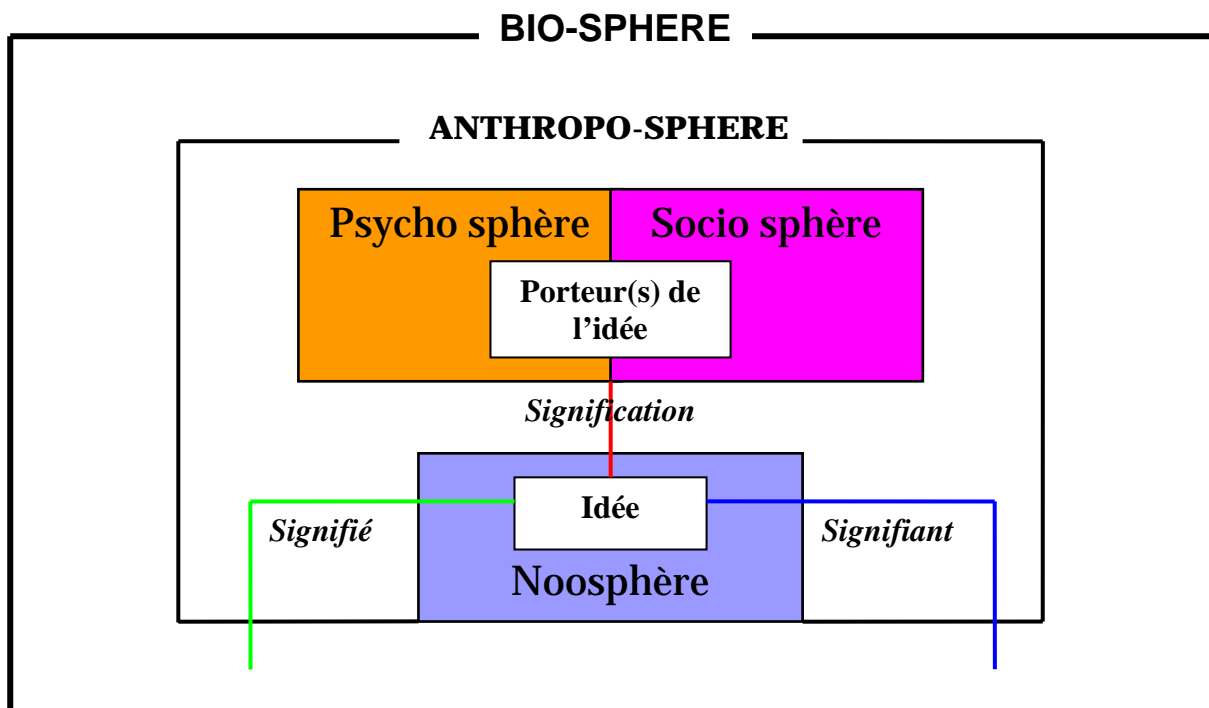 BIO-SPHERE
ANTHROPO-SPHERE
Psycho sphère
Socio sphère
Porteur(s) de
l’idée
Signification
Idée
Signifié
Signifiant
Noosphère